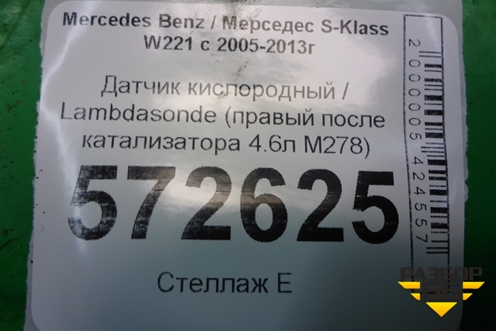 Mercedes Benz / Мерседес S-Klass
W221 с 2005-2013г
Датчик кислородный /
Lambdasonde (правый после
катализатора 4.6л М278)
572625
Стеллаж Е
2000005424557
РАЗБОР